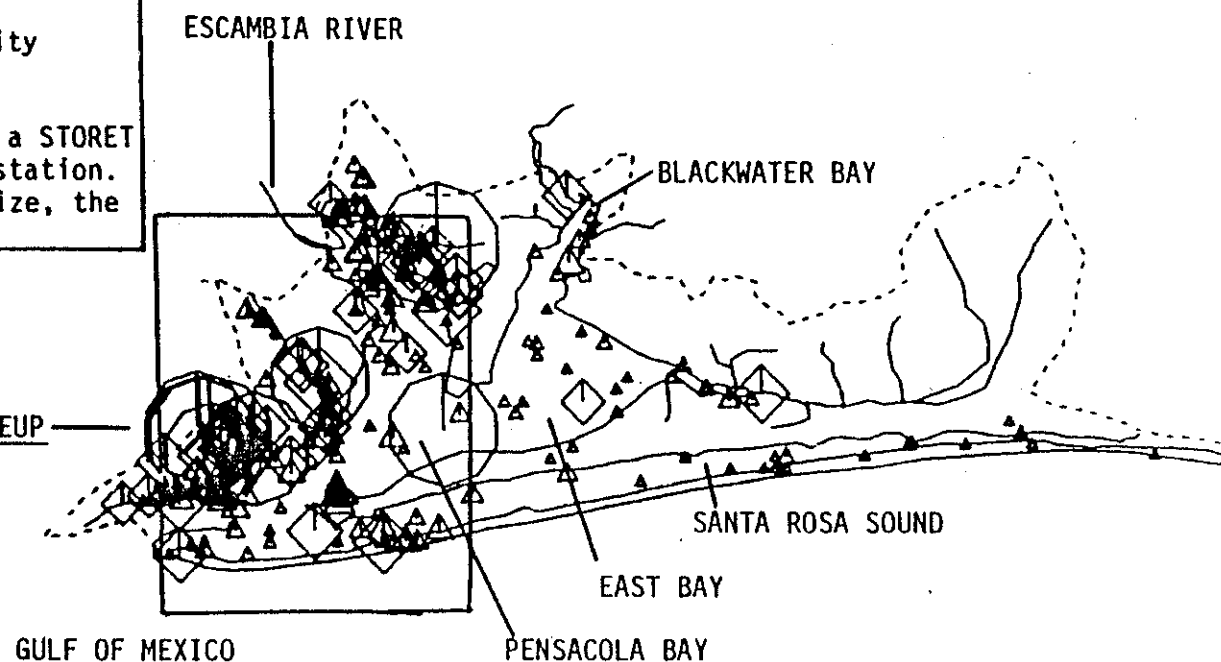 ESCAMBIA RIVER
ity
a STORET
station.
ize, the
BLACKWATER BAY
EUP
SANTA ROSA SOUND
EAST BAY
GULF OF MEXICO
PENSACOLA BAY